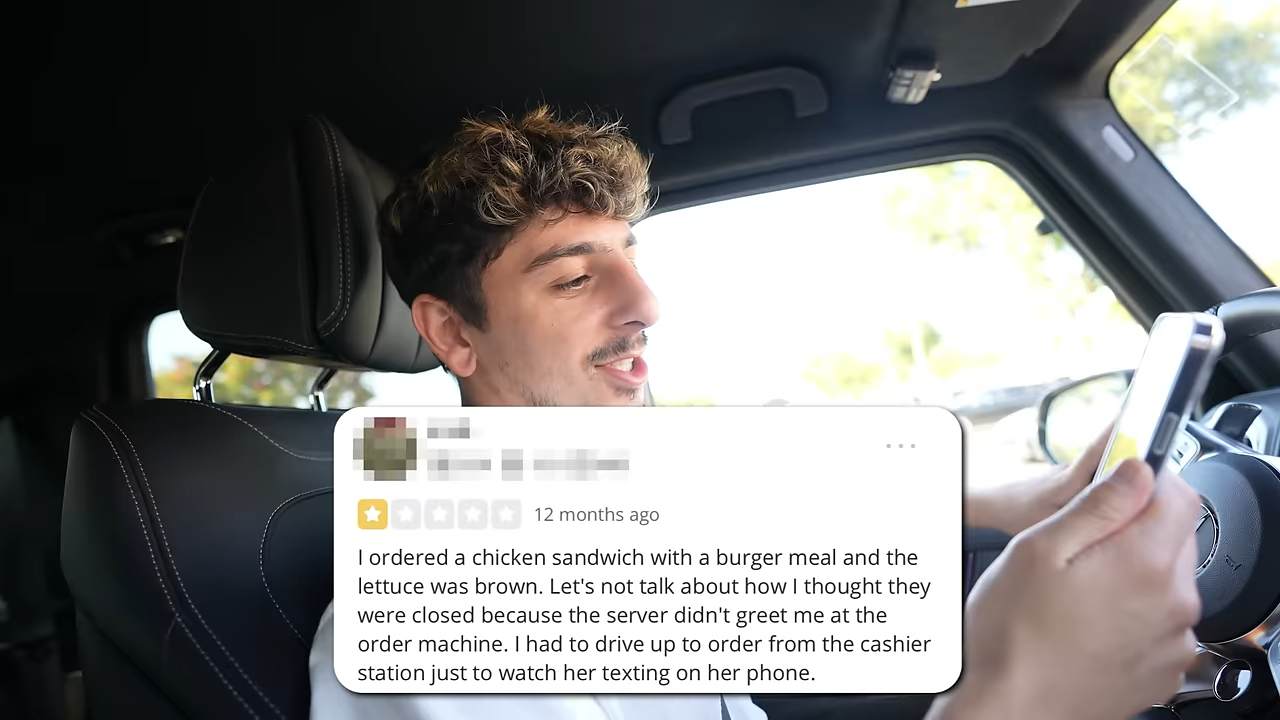 12 months ago
I ordered a chicken sandwich with a burger meal and the
lettuce was brown. Let's not talk about how I thought they
were closed because the server didn't greet me at the
order machine. I had to drive up to order from the cashier
station just to watch her texting on her phone.